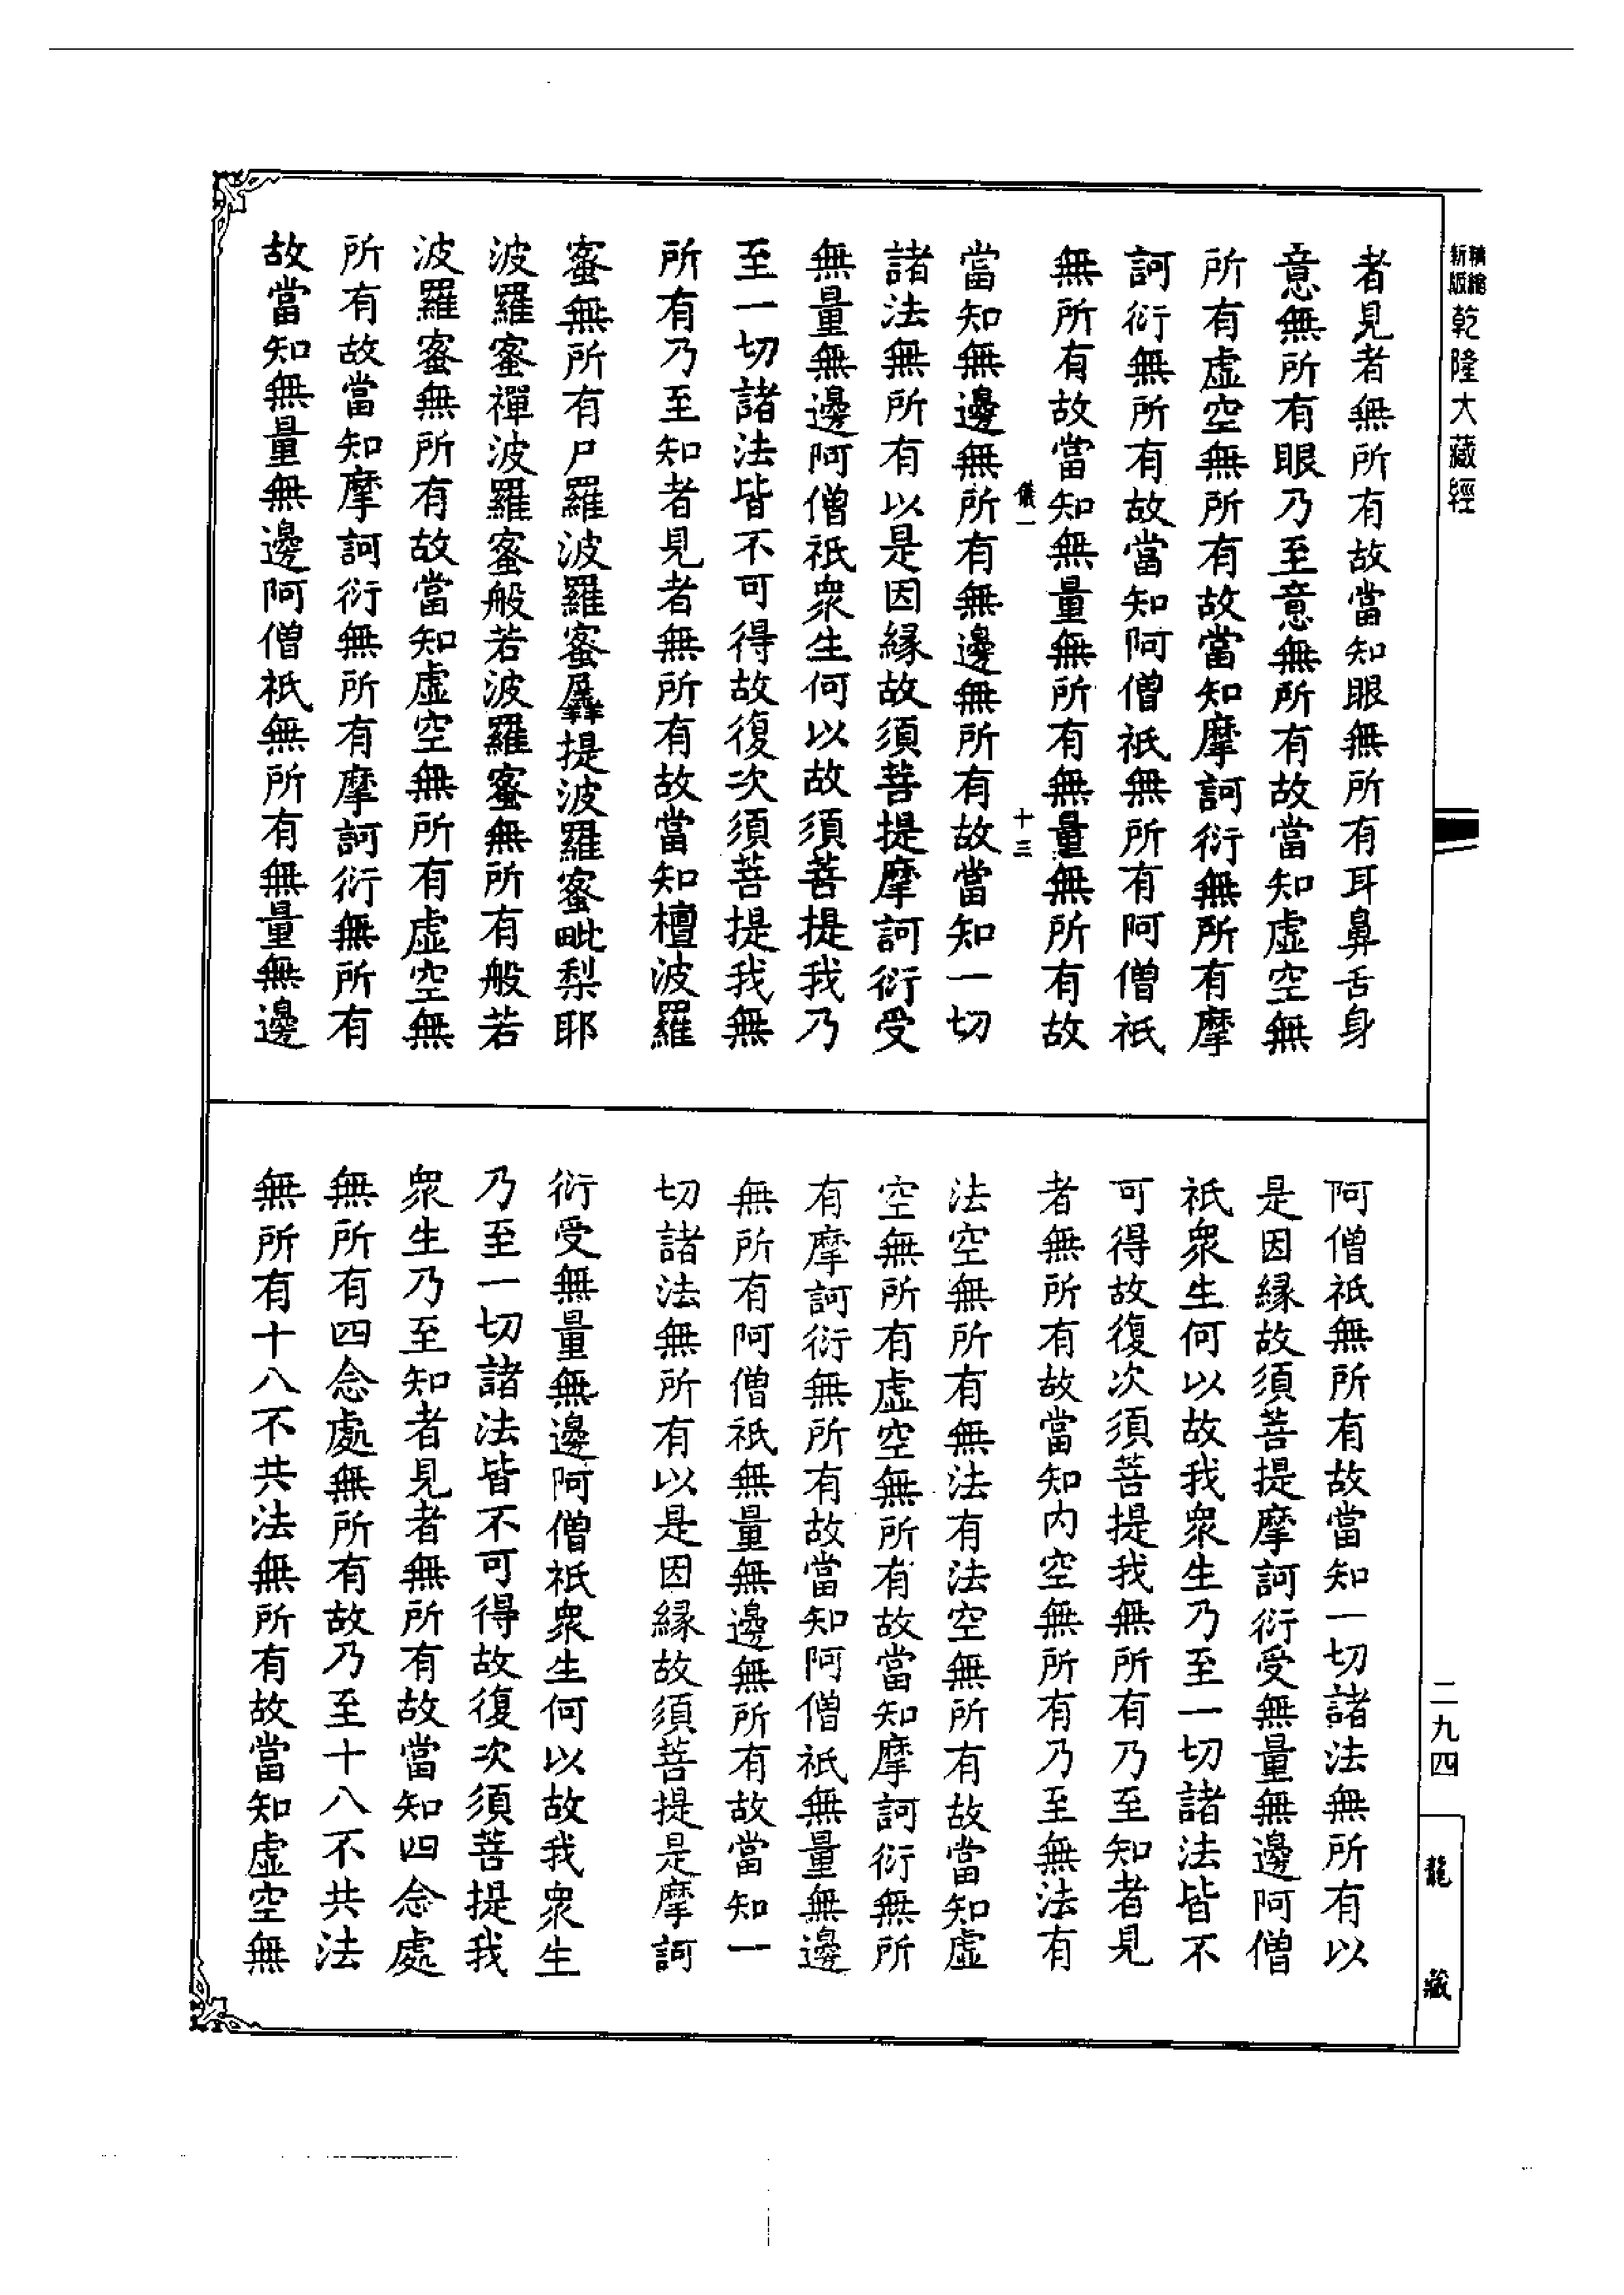 精繪
新版
乾隆大藏經
者見者無所有故當知眼無所有耳鼻舌身
意無所有眼乃至意無所有故當知虛空無
所有虛空無所有故當知摩訶衍無所有摩
訶衍無所有故當知阿僧祇無所有阿僧祇
無所有故當知無量無所有無量無所有故
儀一
十三
當知無邊無所有無邊無所有故當知一切
諸法無所有以是因緣故須菩提摩訶衍受
無量無邊阿僧祇衆生何以故須菩提我乃
至一切諸法皆不可得故復次須菩提我無
所有乃至知者見者無所有故當知檀波羅
蜜無所有尸羅波羅蜜羼提波羅蜜毗梨耶
波羅蜜禪波羅蜜般若波羅蜜無所有般若
波羅蜜無所有故當知虛空無所有虛空無
所有故當知摩訶衍無所有摩訶衍無所有
故當知無量無邊阿僧祇無所有無量無邊
阿僧祇無所有故當知一切諸法無所有以
是因緣故須菩提摩訶衍受無量無邊阿僧
祇衆生何以故我衆生乃至一切諸法皆不
可得故復次須菩提我無所有乃至知者見
者無所有故當知內空無所有乃至無法有
法空無所有無法有法空無所有故當知虛
空無所有虛空無所有故當知摩訶衍無所
有摩訶衍無所有故當知阿僧祇無量無邊
無所有阿僧祇無量無邊無所有故當知一
切諸法無所有以是因緣故須菩提是摩訶
衍受無量無邊阿僧祇衆生何以故我衆生
乃至一切諸法皆不可得故復次須菩提我
衆生乃至知者見者無所有故當知四念處
無所有四念處無所有故乃至十八不共法
無所有十八不共法無所有故當知虛空無
二九四
龍藏